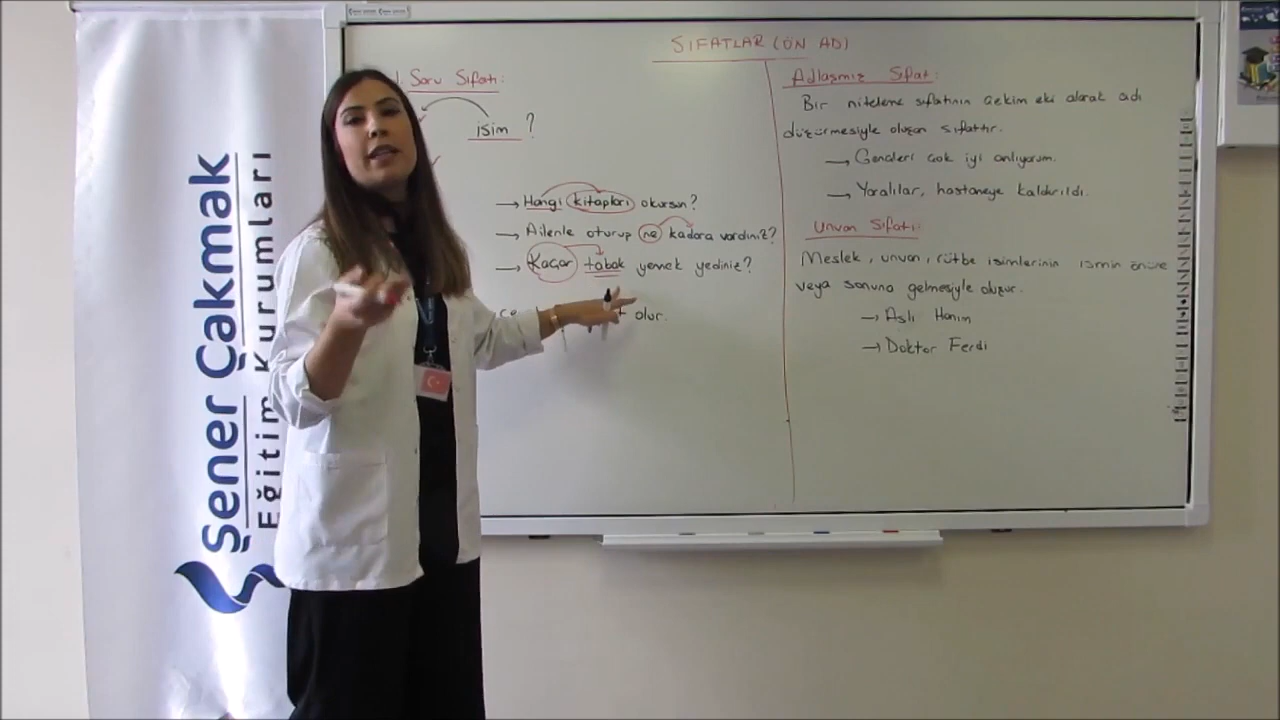 Şener Çakmak
Eğitim Kurumları
SIFATLAR (ÖN AD)
Soru Sıfatı:
isim ?
→ Hangi kitapları okursun?
→ Ailenle oturup ne kadara vardınız?
→ Kaçar tabak yemek yediniz?
olur.
Adlaşmış Sıfat:
Bir niteleme sıfatının çekim eki alarak adı
düşürmesiyle oluşan sıfattır.
→ Gençleri çok iyi anlıyorum.
→ Yaralılar, hastaneye kaldırıldı.
Unvan Sıfatı:
Meslek, unvan, rütbe isimlerinin ismin önüne
veya sonuna gelmesiyle oluşur.
→ Aslı Hanım
→ Doktor Ferdi